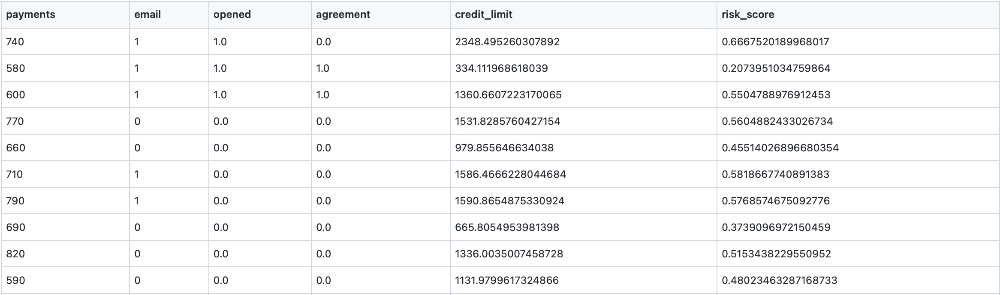 payments email opened agreement credit_limit risk_score
740 1 1.0 0.0 2348.495260307892 0.6667520189968017
580 1 1.0 1.0 334.111968618039 0.2073951034759864
600 1 1.0 1.0 1360.6607223170065 0.5504788976912453
770 0 0.0 0.0 1531.8285760427154 0.5604882433026734
660 0 0.0 0.0 979.855646634038 0.45514026896680354
710 1 0.0 0.0 1586.4666228044684 0.5818667740891383
790 1 0.0 0.0 1590.8654875330924 0.5768574675092776
690 0 0.0 0.0 665.8054953981398 0.3739096972150459
820 0 0.0 0.0 1336.0035007458728 0.5153438229550952
590 0 0.0 0.0 1131.9799617324866 0.48023463287168733